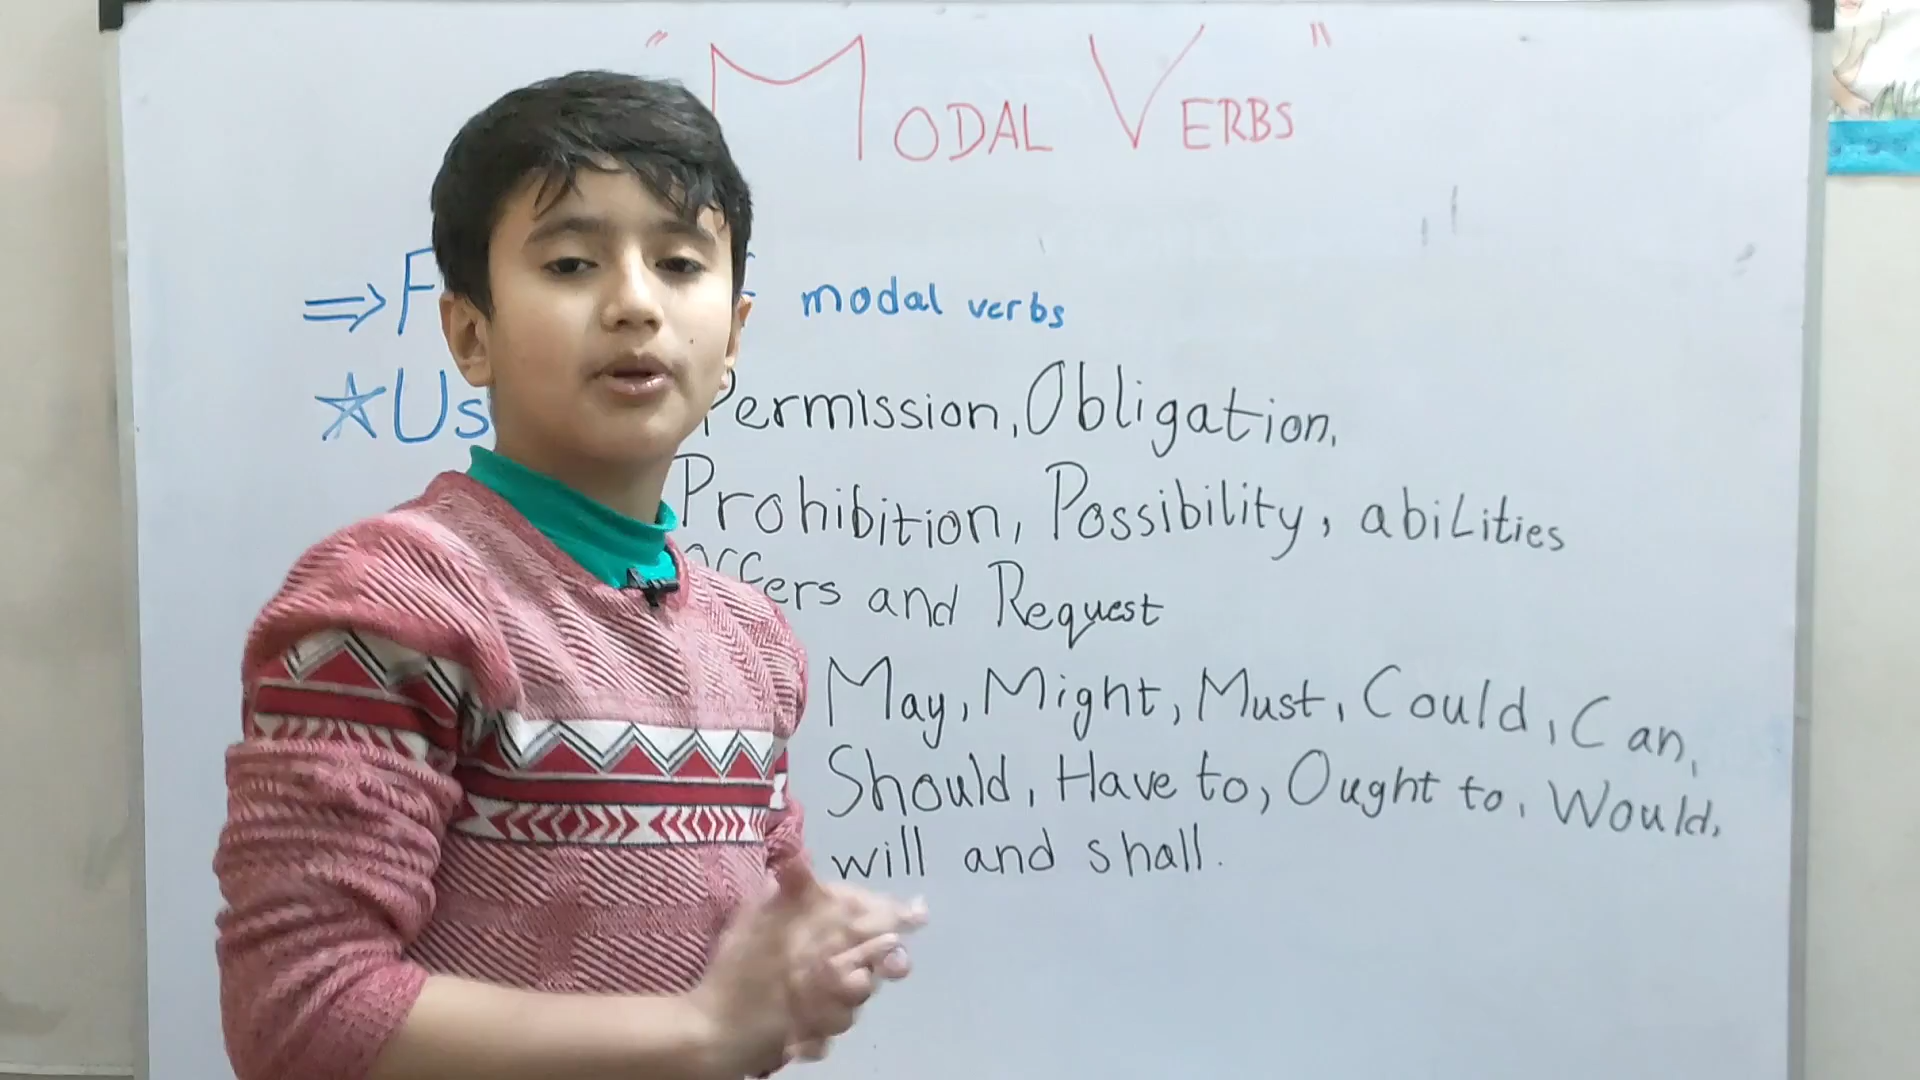 " MODAL VERBS "
⇒ modal verbs
Permission, Obligation,
Prohibition, Possibility, abilities
and Request
May, Might, Must, Could, Can,
Should, Have to, Ought to, Would,
will and shall.